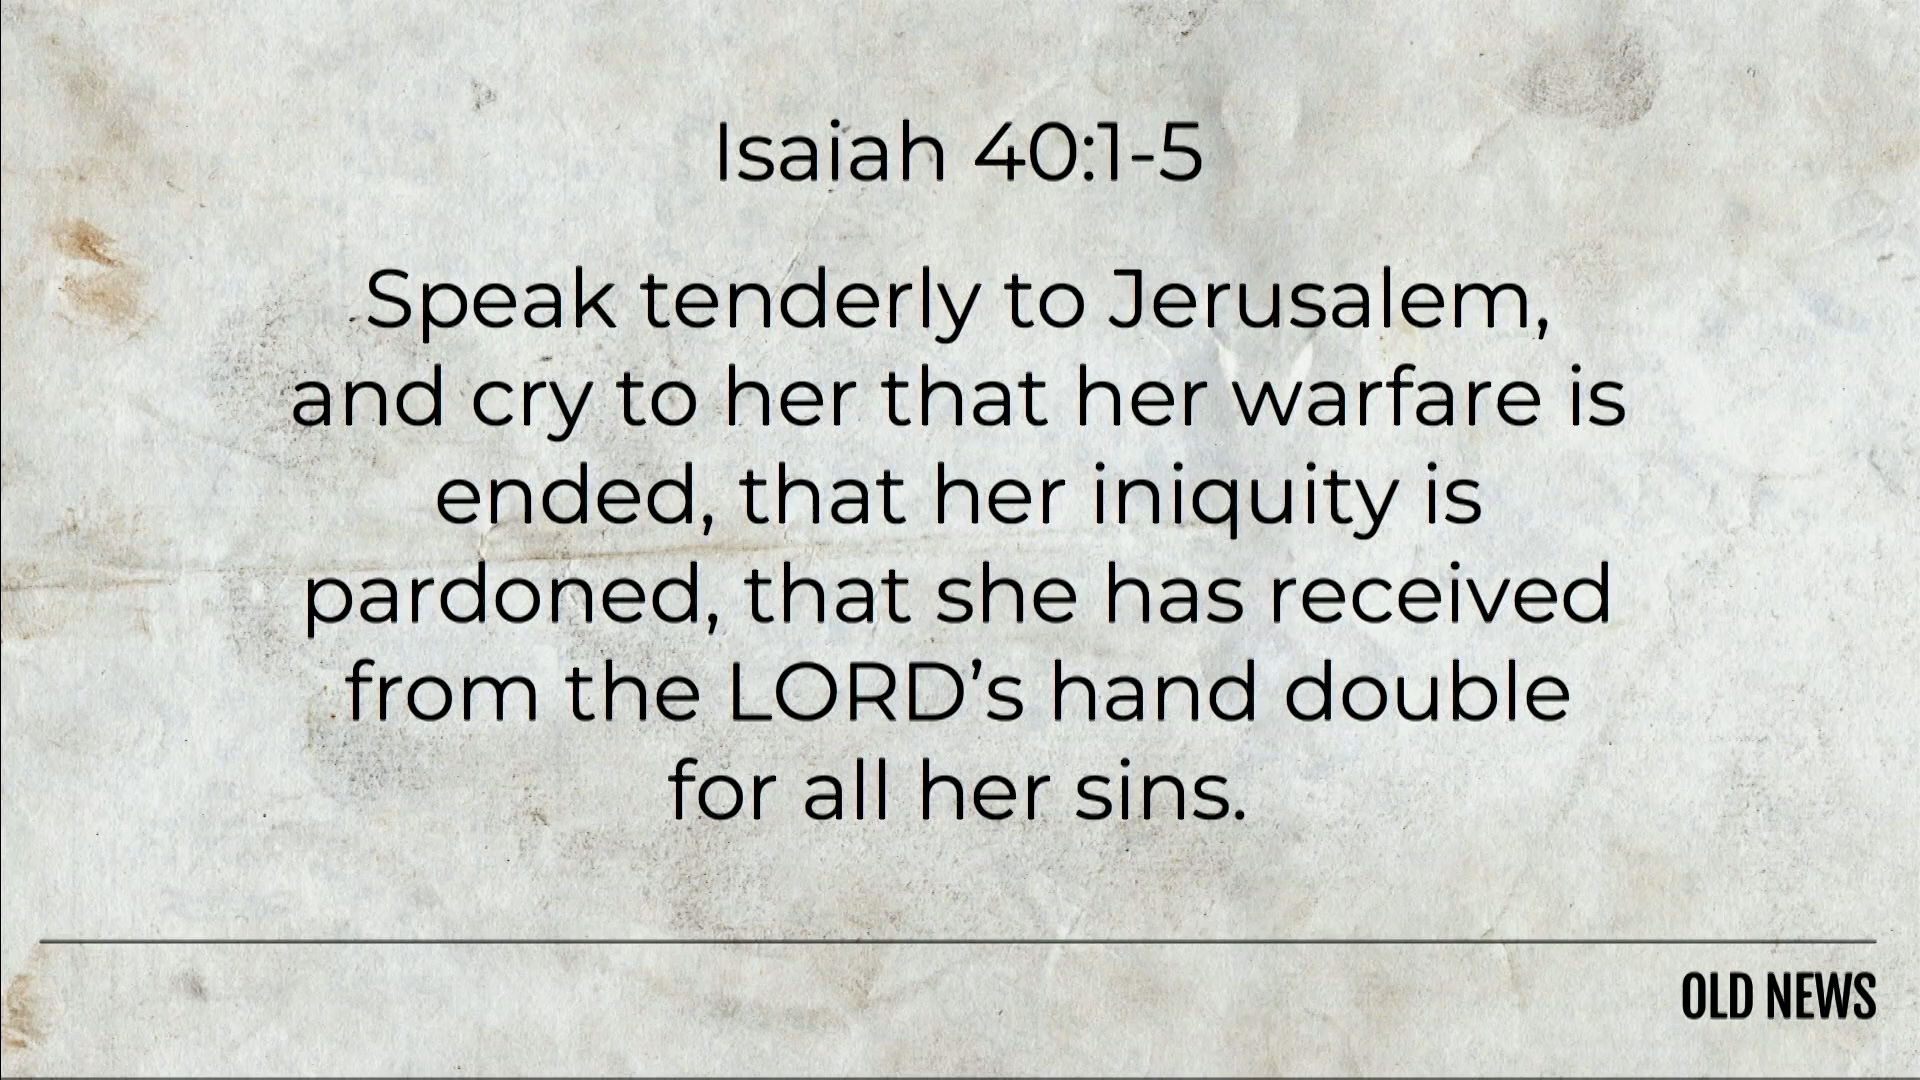 Isaiah 40:1-5
Speak tenderly to Jerusalem,
and cry to her that her warfare is
ended, that her iniquity is
pardoned, that she has received
from the LORD’s hand double
for all her sins.
OLD NEWS